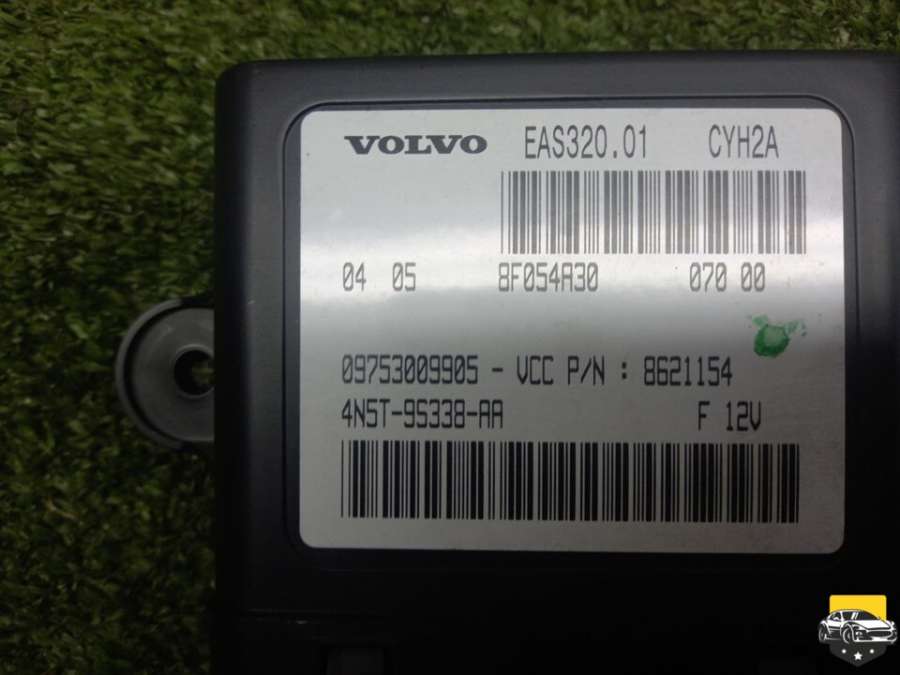 VOLVO EAS320.01 CYH2A
04 05 8F054A30 070 00
09753009905 - VCC P/N : 8621154
4N5T-9S338-AA F 12V